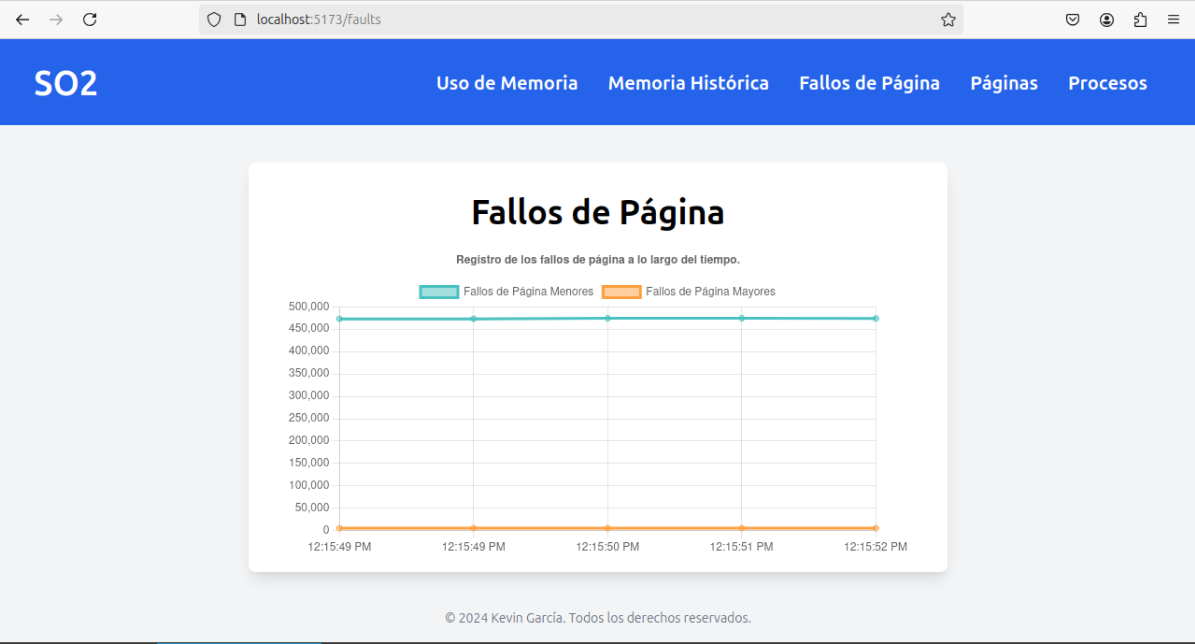 localhost:5173/faults
SO2
Uso de Memoria Memoria Histórica Fallos de Página Páginas Procesos
Fallos de Página
Registro de los fallos de página a lo largo del tiempo.
Fallos de Página Menores Fallos de Página Mayores
500,000
450,000
400,000
350,000
300,000
250,000
200,000
150,000
100,000
50,000
0
12:15:49 PM 12:15:49 PM 12:15:50 PM 12:15:51 PM 12:15:52 PM
© 2024 Kevin García. Todos los derechos reservados.